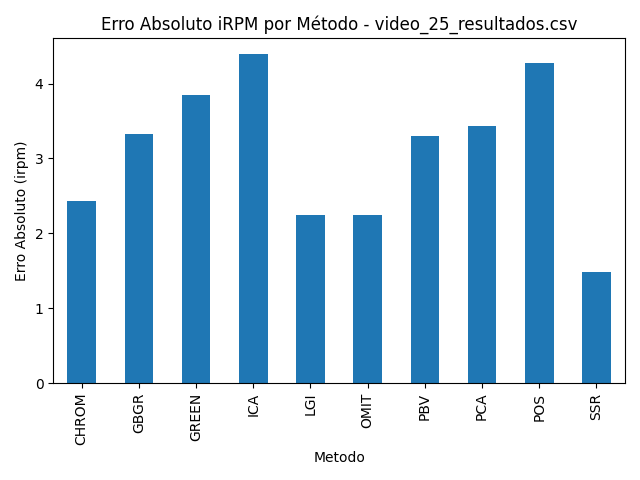 Erro Absoluto iRPM por Método - video_25_resultados.csv
Erro Absoluto (irpm)
4
3
2
1
0
CHROM
GBGR
GREEN
ICA
LGI
OMIT
PBV
PCA
POS
SSR
Metodo